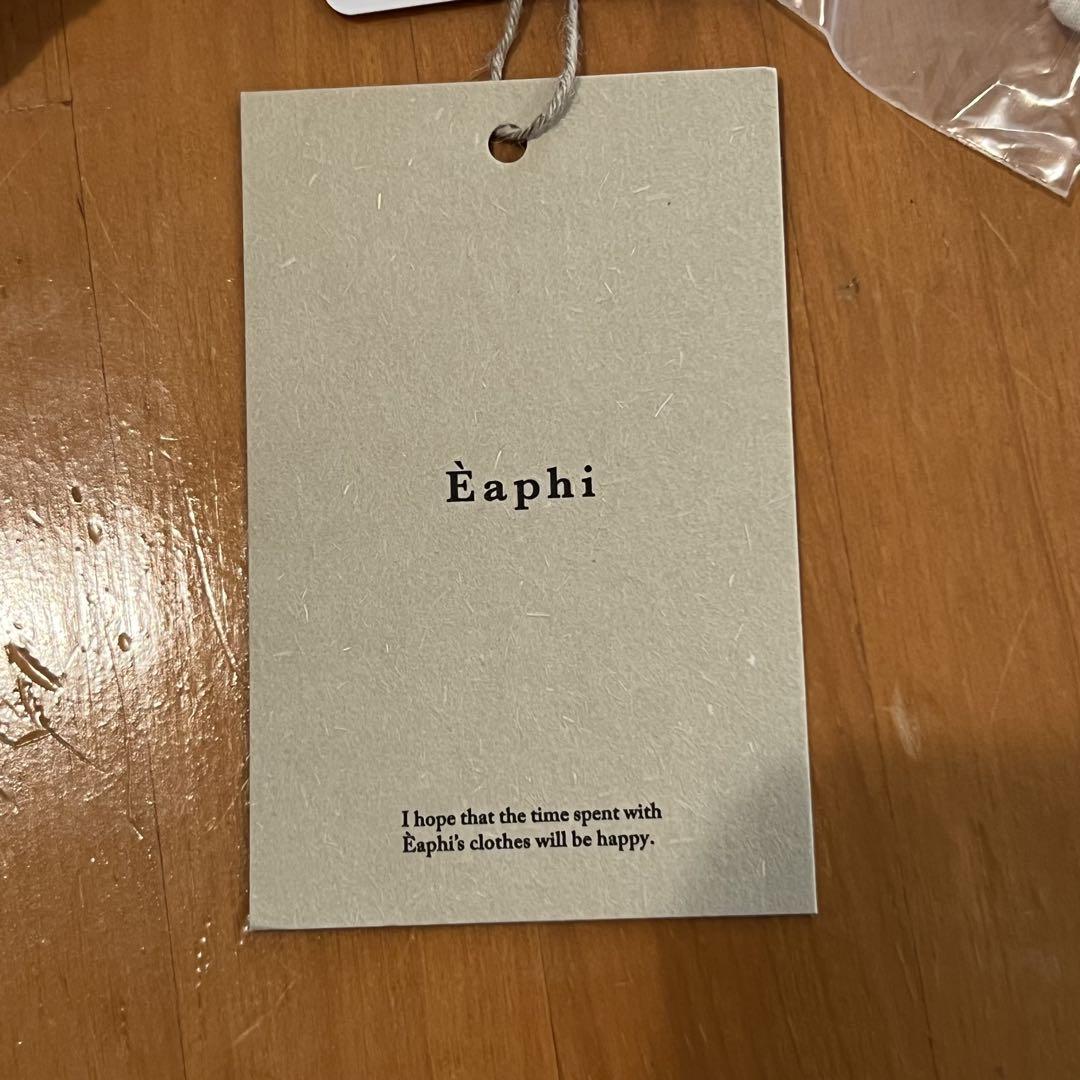 Èaphi
I hope that the time spent with
Èaphi's clothes will be happy.